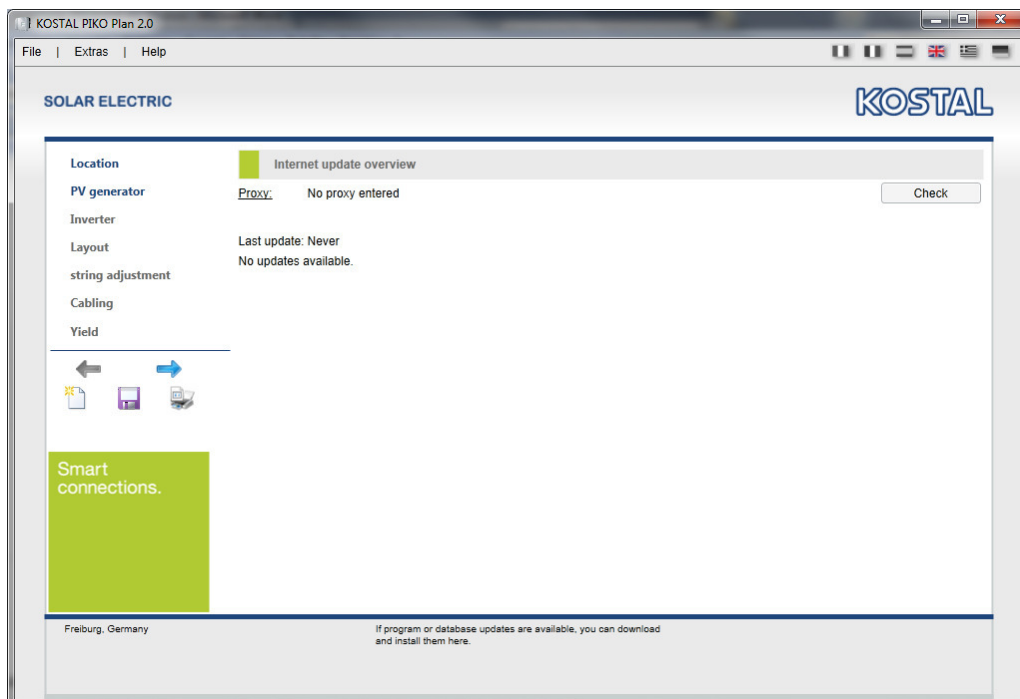 KOSTAL PIKO Plan 2.0
File | Extras | Help
SOLAR ELECTRIC
KOSTAL
Location
PV generator
Inverter
Layout
string adjustment
Cabling
Yield
Internet update overview
Proxy: No proxy entered
Check
Last update: Never
No updates available.
Smart
connections.
Freiburg, Germany
If program or database updates are available, you can download
and install them here.